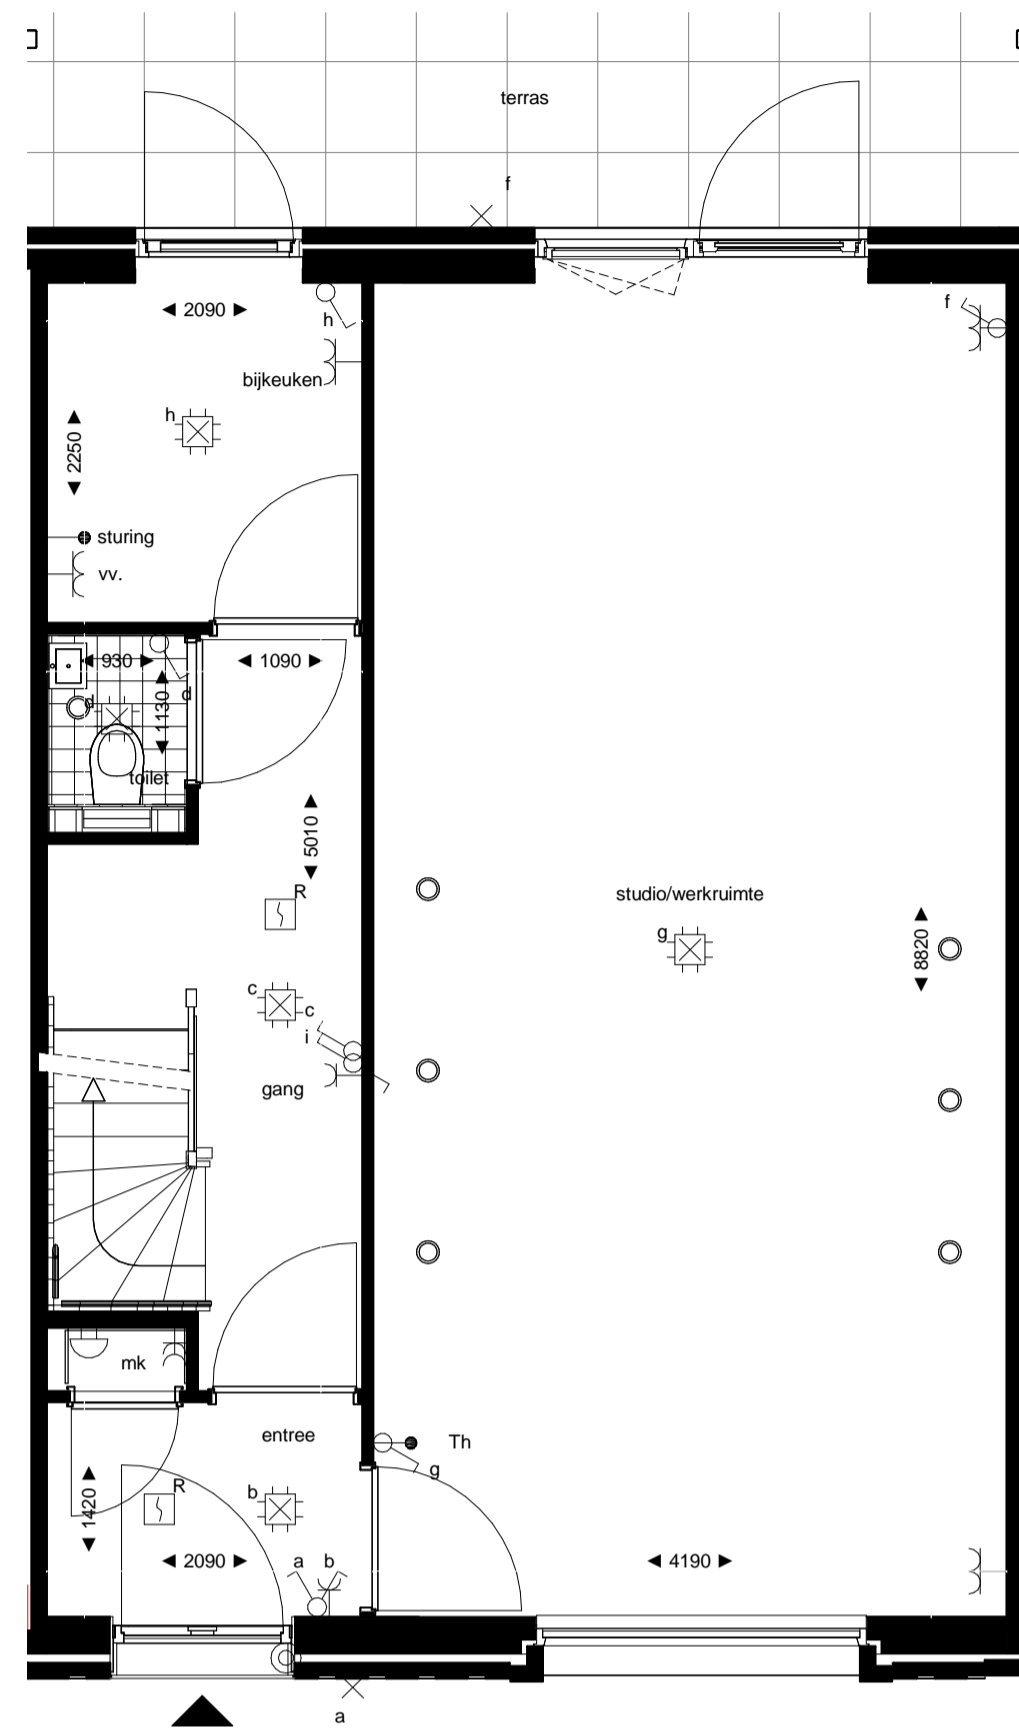 terras
f
◄ 2090 ►
h
f
bijkeuken
h
◄ 2250 ►
sturing
vv.
◄ 930 ►
◄ 1090 ►
d
d
◄ 1130 ►
toilet
◄ 5010 ►
R
studio/werkruimte
g
◄ 8820 ►
c
c
i
gang
mk
entree
Th
g
R
b
◄ 1420 ►
◄ 2090 ►
a
b
◄ 4190 ►
a